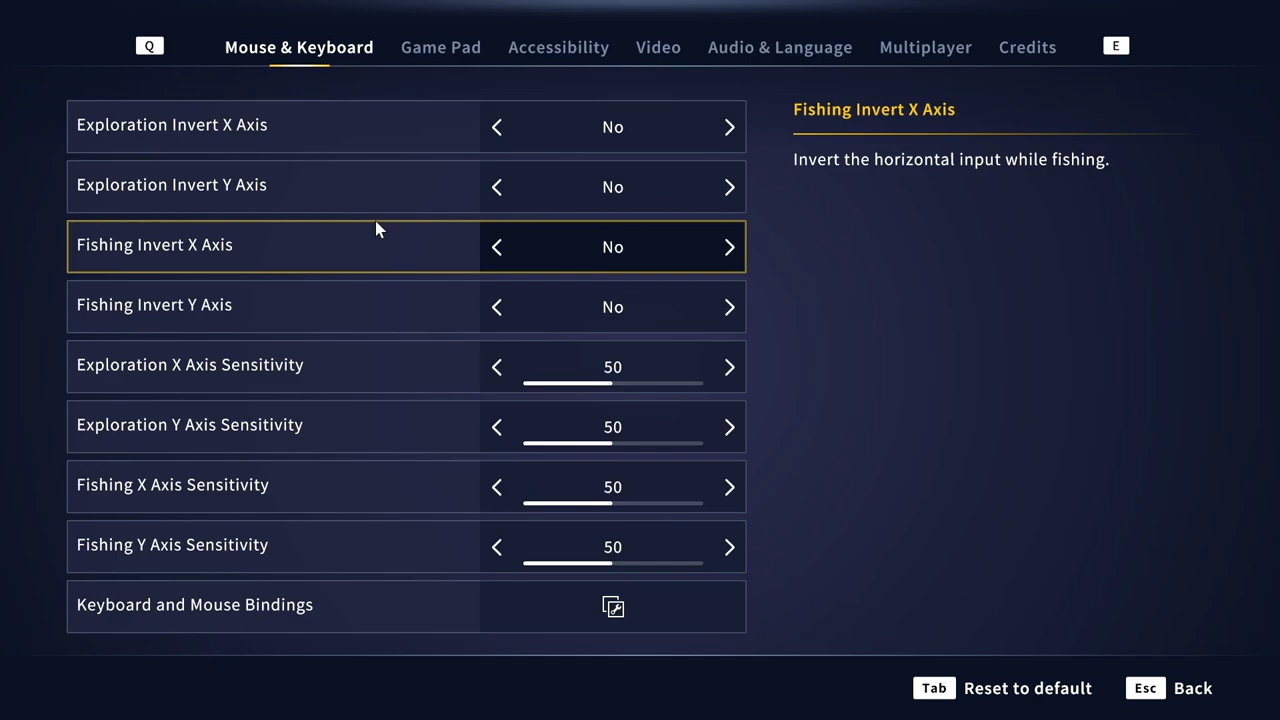 Q Mouse & Keyboard Game Pad Accessibility Video Audio & Language Multiplayer Credits E
Exploration Invert X Axis No
Exploration Invert Y Axis No
Fishing Invert X Axis No
Fishing Invert Y Axis No
Exploration X Axis Sensitivity 50
Exploration Y Axis Sensitivity 50
Fishing X Axis Sensitivity 50
Fishing Y Axis Sensitivity 50
Keyboard and Mouse Bindings
Fishing Invert X Axis
Invert the horizontal input while fishing.
Tab Reset to default Esc Back